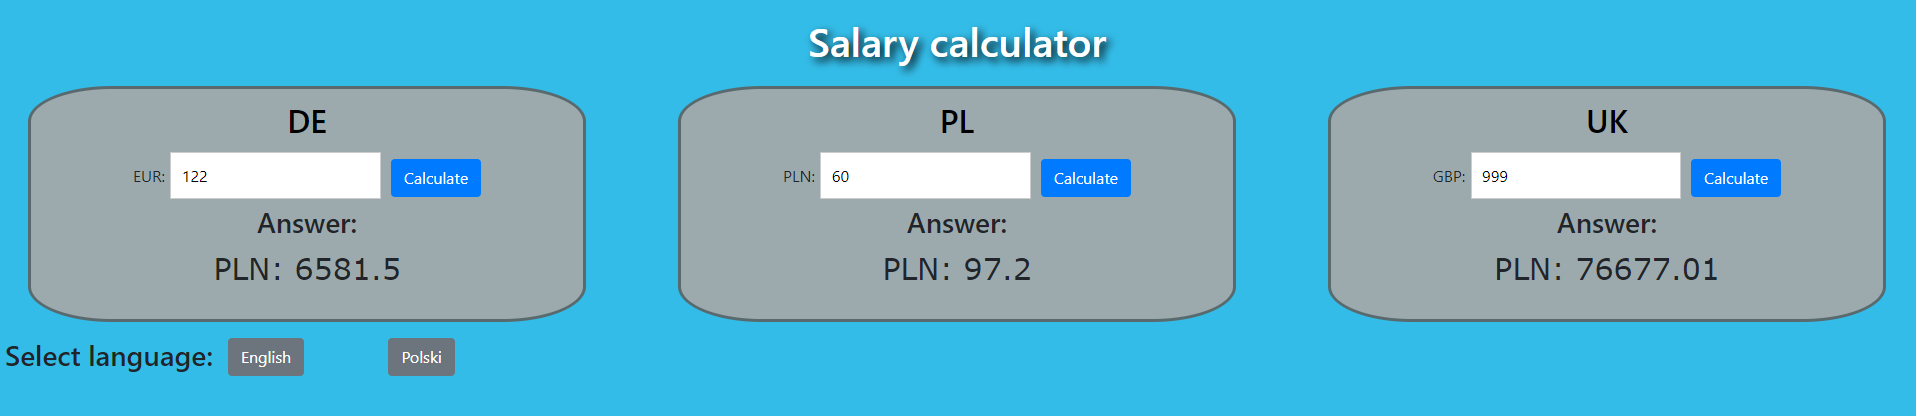 Salary calculator
DE
EUR: 122 Calculate
Answer:
PLN: 6581.5
PL
PLN: 60 Calculate
Answer:
PLN: 97.2
UK
GBP: 999 Calculate
Answer:
PLN: 76677.01
Select language: English Polski